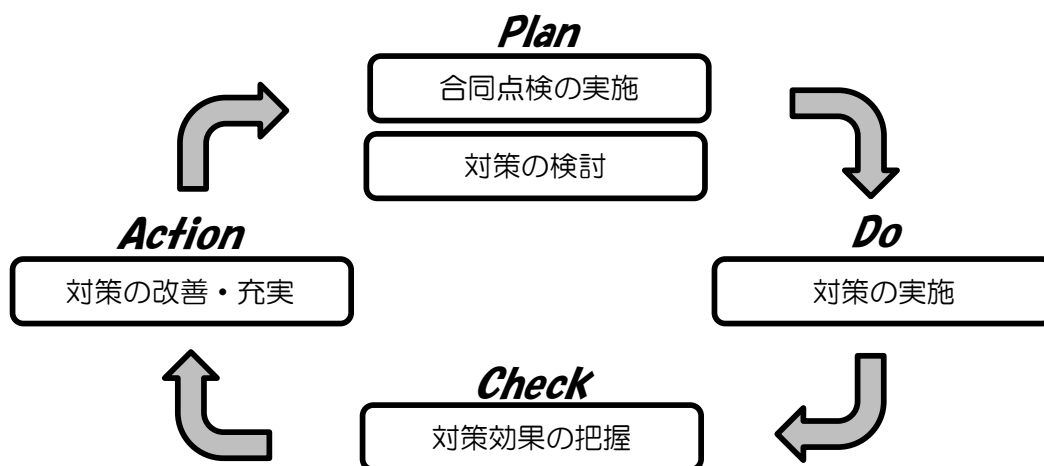 Plan
合同点検の実施
対策の検討
Action
対策の改善・充実
Do
対策の実施
Check
対策効果の把握